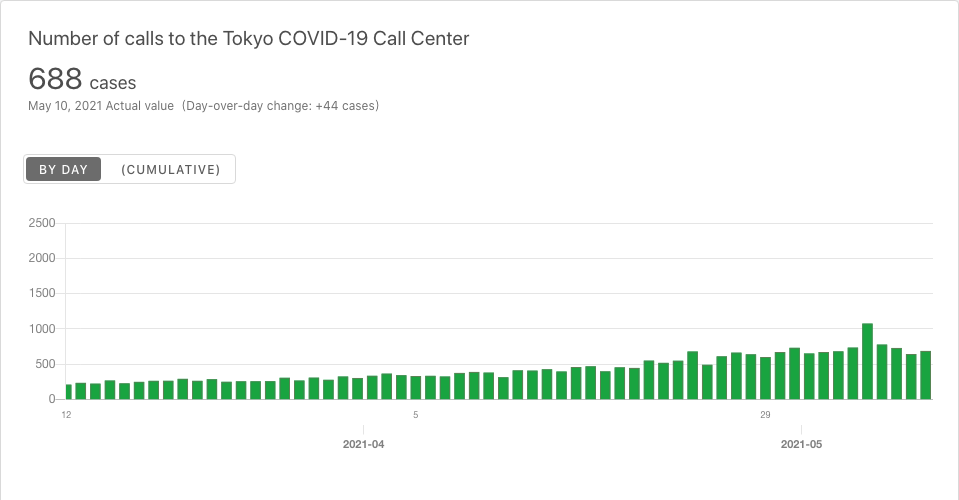 Number of calls to the Tokyo COVID-19 Call Center
688 cases
May 10, 2021 Actual value (Day-over-day change: +44 cases)
BY DAY (CUMULATIVE)
2500
2000
1500
1000
500
0
12 5 29
2021-04 2021-05